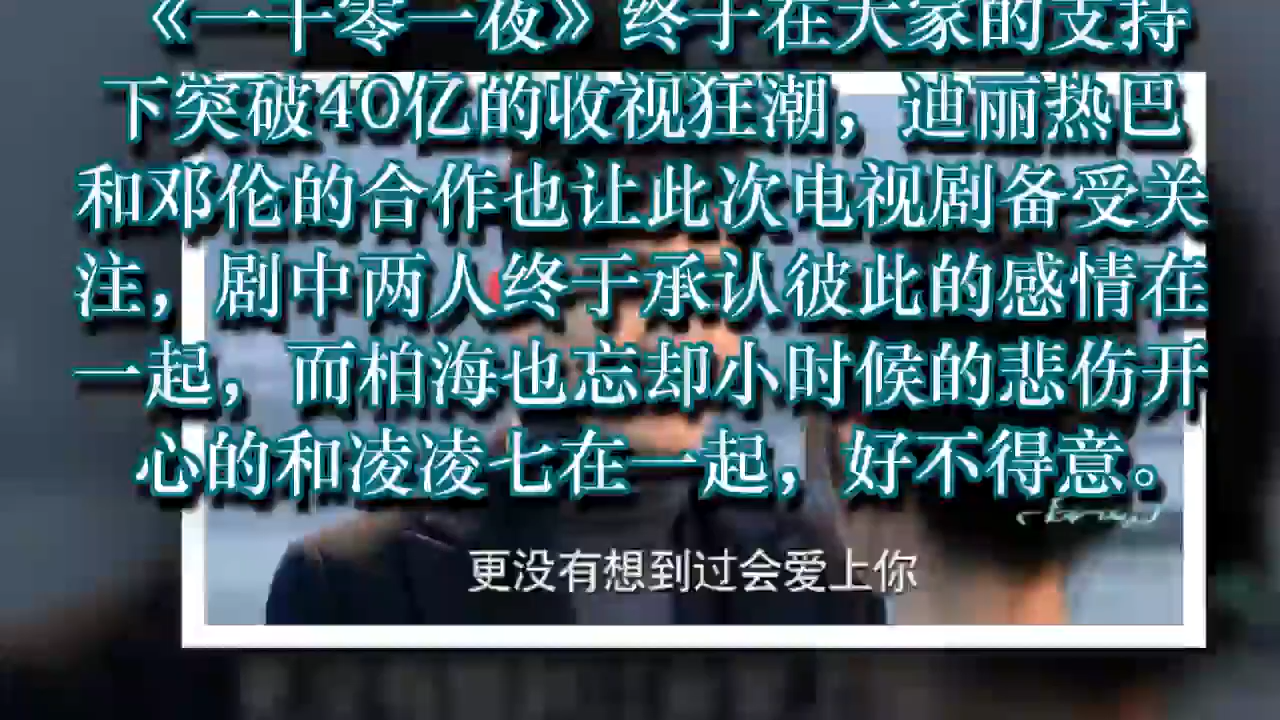 《一千零一夜》终于在大家的支持
下突破40亿的收视狂潮，迪丽热巴
和邓伦的合作也让此次电视剧备受关
注，剧中两人终于承认彼此的感情在
一起，而柏海也忘却小时候的悲伤开
心的和凌凌七在一起，好不得意。
更没有想到过会爱上你